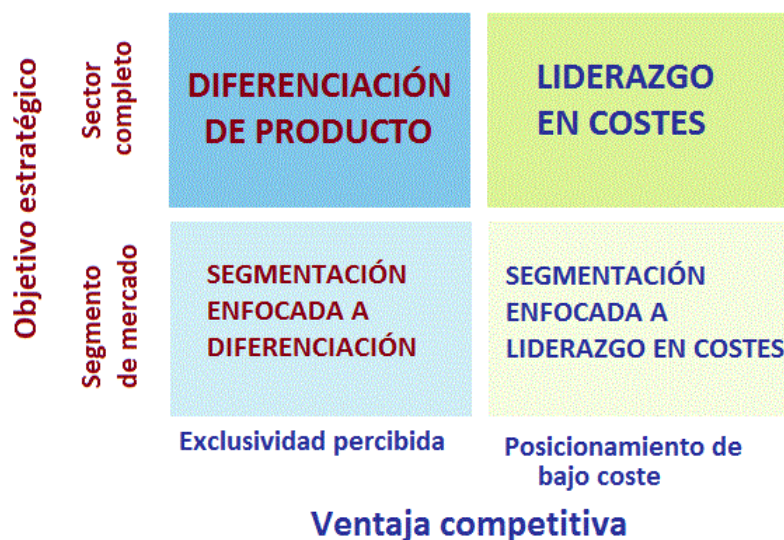 Objetivo estratégico
Sector
completo
DIFERENCIACIÓN
DE PRODUCTO
LIDERAZGO
EN COSTES
Segmento
de mercado
SEGMENTACIÓN
ENFOCADA A
DIFERENCIACIÓN
SEGMENTACIÓN
ENFOCADA A
LIDERAZGO EN COSTES
Exclusividad percibida
Posicionamiento de
bajo coste
Ventaja competitiva